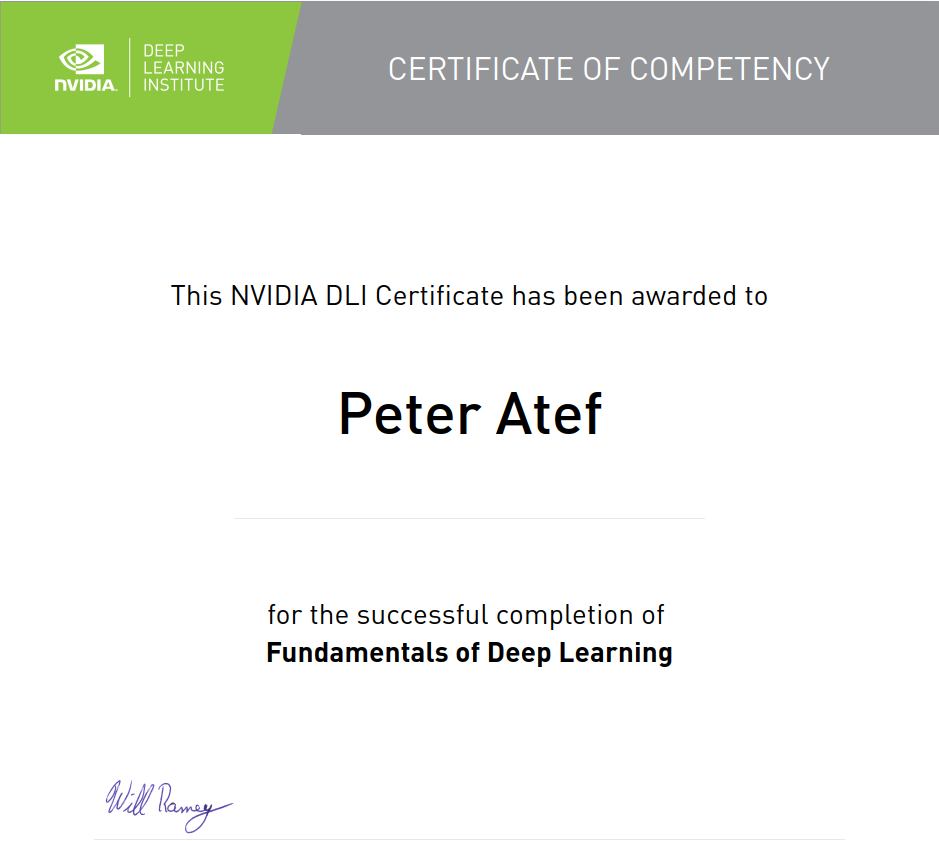 NVIDIA.
DEEP
LEARNING
INSTITUTE
CERTIFICATE OF COMPETENCY
This NVIDIA DLI Certificate has been awarded to
Peter Atef
for the successful completion of
Fundamentals of Deep Learning
Will Ramey